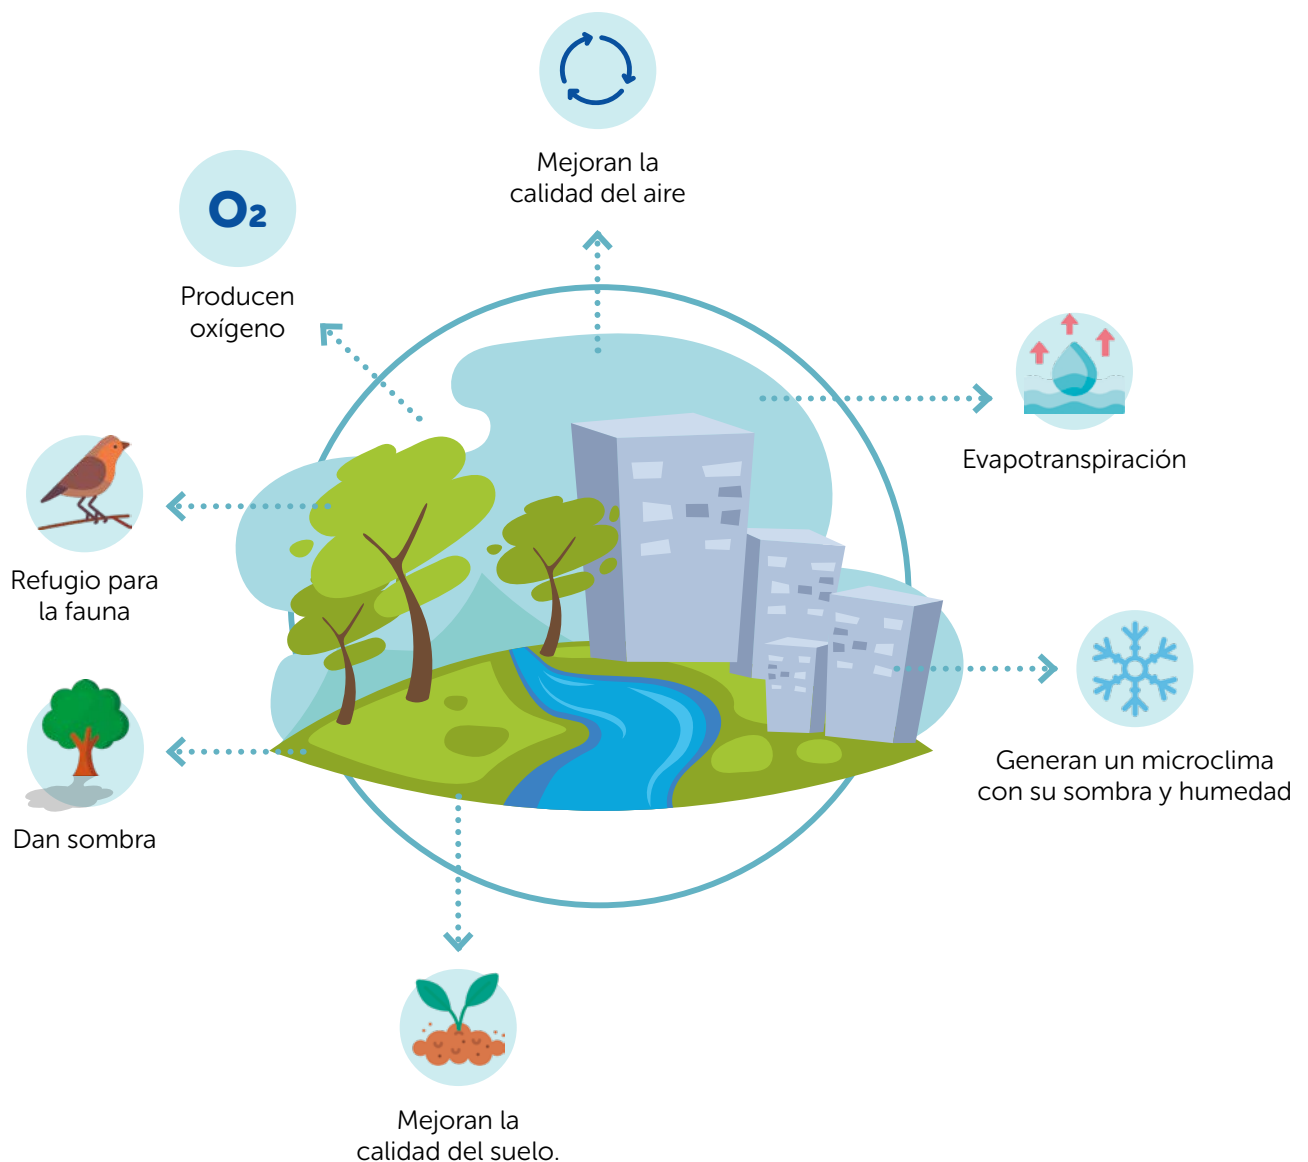 Mejoran la
calidad del aire
O₂
Producen
oxígeno
Evapotranspiración
Refugio para
la fauna
Generan un microclima
con su sombra y humedad
Dan sombra
Mejoran la
calidad del suelo.